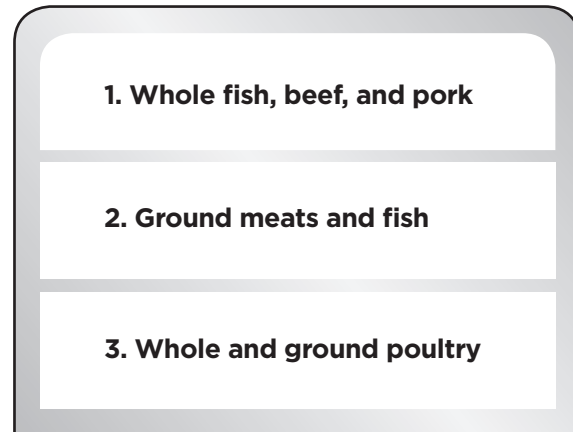 1. Whole fish, beef, and pork
2. Ground meats and fish
3. Whole and ground poultry